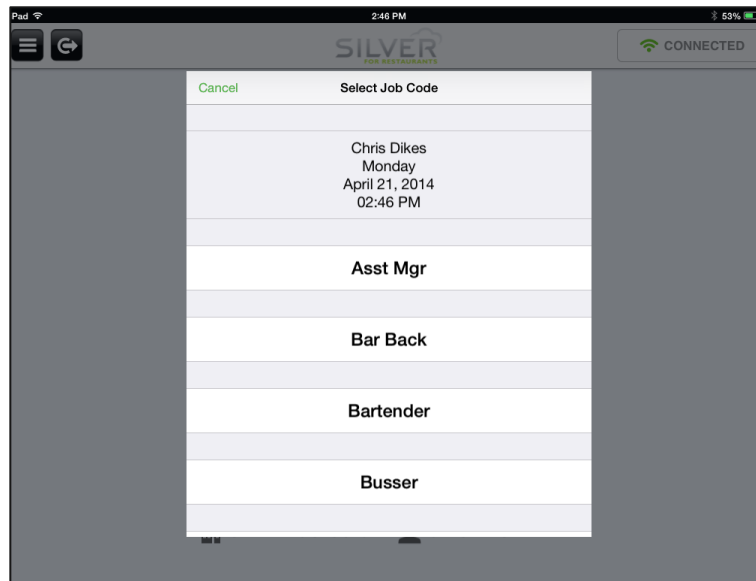 Pad 2:46 PM 53%
SILVER
FOR RESTAURANTS
CONNECTED
Cancel Select Job Code
Chris Dikes
Monday
April 21, 2014
02:46 PM
Asst Mgr
Bar Back
Bartender
Busser